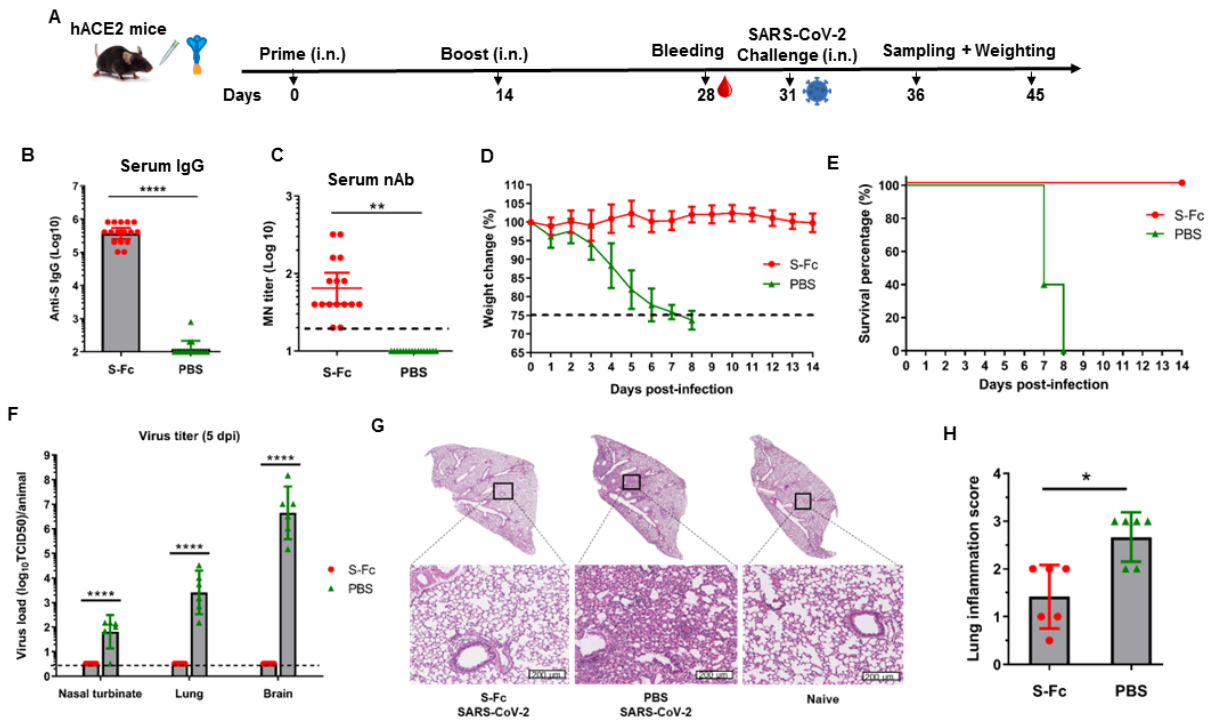 A
hACE2 mice
Prime (i.n.)
Boost (i.n.)
Bleeding
SARS-CoV-2
Challenge (i.n.)
Sampling + Weighting
Days
0
14
28
31
36
45
B
Serum IgG
****
Anti-S IgG (Log10)
6
5
4
3
2
S-Fc
PBS
C
Serum nAb
**
MN titer (Log 10)
3
2
1
S-Fc
PBS
D
Weight change (%)
110
105
100
95
90
85
80
75
70
65
S-Fc
PBS
0 1 2 3 4 5 6 7 8 9 10 11 12 13 14
Days post-infection
E
Survival percentage (%)
100
80
60
40
20
0
S-Fc
PBS
0 1 2 3 4 5 6 7 8 9 10 11 12 13 14
Days post-infection
F
Virus titer (5 dpi)
Virus load (log10TCID50)/animal
9
8
7
6
5
4
3
2
1
0
****
****
****
S-Fc
PBS
Nasal turbinate
Lung
Brain
G
200 μm
200 μm
200 μm
S-Fc
SARS-CoV-2
PBS
SARS-CoV-2
Naive
H
Lung inflammation score
4
3
2
1
0
*
S-Fc
PBS